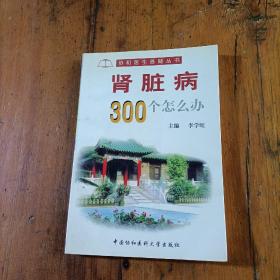 协和医生答疑丛书
肾脏病
300个怎么办
主编 李学旺
中国协和医科大学出版社